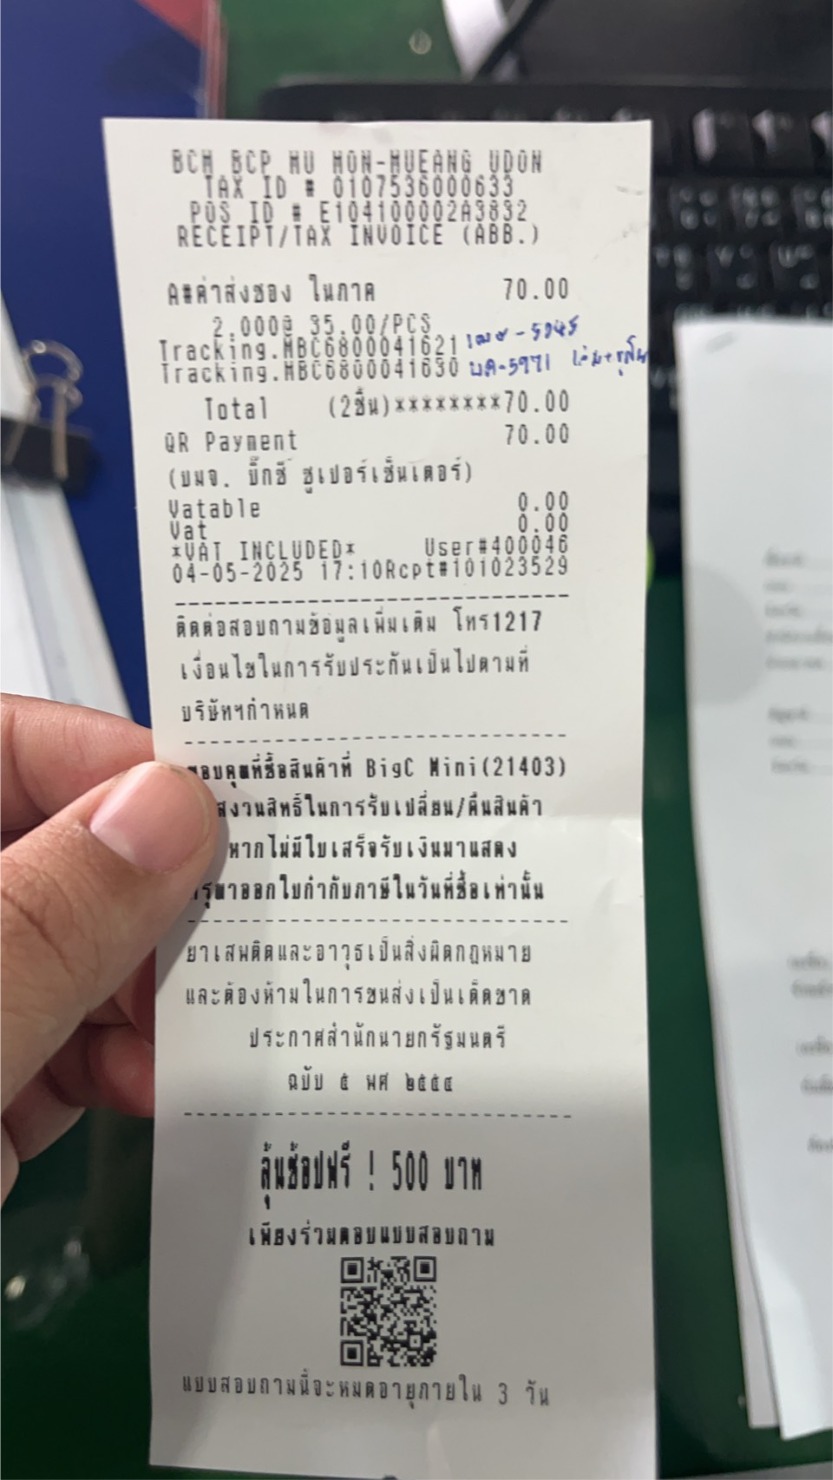 BCM BCP MU MON-MUEANG UDON
TAX ID # 0107536000633
POS ID # E104100002A3832
RECEIPT/TAX INVOICE (ABB.)
A#ค่าส่งของ ในภาค 70.00
2.000@ 35.00/PCS
Tracking.MBC6800041621
Tracking.MBC6800041630
Total (2ชิ้น)********70.00
QR Payment 70.00
(บมจ. บิ๊กซี ซูเปอร์เซ็นเตอร์)
Vatable 0.00
Vat 0.00
*VAT INCLUDED* User#400046
04-05-2025 17:10Rcpt#101023529
ติดต่อสอบถามข้อมูลเพิ่มเติม โทร1217
เงื่อนไขในการรับประกันเป็นไปตามที่
บริษัทฯกำหนด
ขอบคุณที่ซื้อสินค้าที่ BigC Mini(21403)
สงวนสิทธิ์ในการรับเปลี่ยน/คืนสินค้า
หากไม่มีใบเสร็จรับเงินมาแสดง
กรุณาออกใบกำกับภาษีในวันที่ซื้อเท่านั้น
ยาเสพติดและอาวุธเป็นสิ่งผิดกฎหมาย
และต้องห้ามในการขนส่งเป็นเด็ดขาด
ประกาศสำนักนายกรัฐมนตรี
ฉบับ ๕ พศ ๒๕๕๔
ลุ้นช้อปฟรี ! 500 บาท
เพียงร่วมตอบแบบสอบถาม
แบบสอบถามนี้จะหมดอายุภายใน 3 วัน